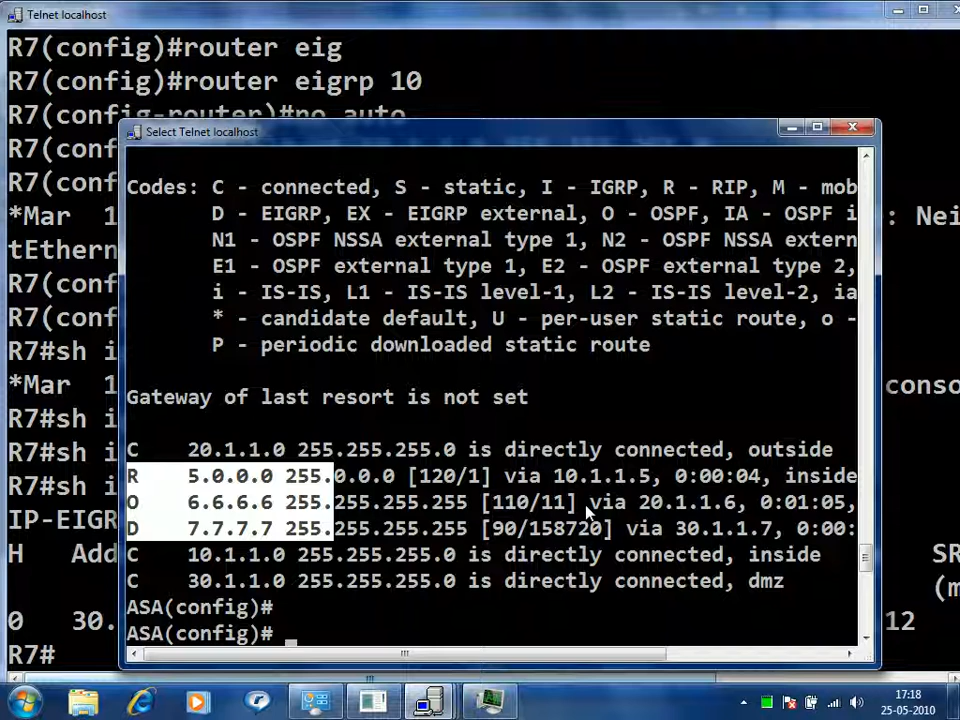 Telnet localhost
R7(config)#router eig
R7(config)#router eigrp 10
R7(config-router)#no auto
R7(conf
R7(conf
*Mar  1
: Nei
tEthern
R7(conf
R7(conf
R7#sh i
*Mar  1
conso
R7#sh i
R7#sh i
R7#sh i
IP-EIGR
H   Add
SR
(m
0   30.
12
R7#
Select Telnet localhost
Codes: C - connected, S - static, I - IGRP, R - RIP, M - mob
D - EIGRP, EX - EIGRP external, O - OSPF, IA - OSPF i
N1 - OSPF NSSA external type 1, N2 - OSPF NSSA extern
E1 - OSPF external type 1, E2 - OSPF external type 2,
i - IS-IS, L1 - IS-IS level-1, L2 - IS-IS level-2, ia
* - candidate default, U - per-user static route, o -
P - periodic downloaded static route
Gateway of last resort is not set
C    20.1.1.0 255.255.255.0 is directly connected, outside
R    5.0.0.0 255.0.0.0 [120/1] via 10.1.1.5, 0:00:04, inside
O    6.6.6.6 255.255.255.255 [110/11] via 20.1.1.6, 0:01:05,
D    7.7.7.7 255.255.255.255 [90/158720] via 30.1.1.7, 0:00:
C    10.1.1.0 255.255.255.0 is directly connected, inside
C    30.1.1.0 255.255.255.0 is directly connected, dmz
ASA(config)#
ASA(config)#
17:18
25-05-2010